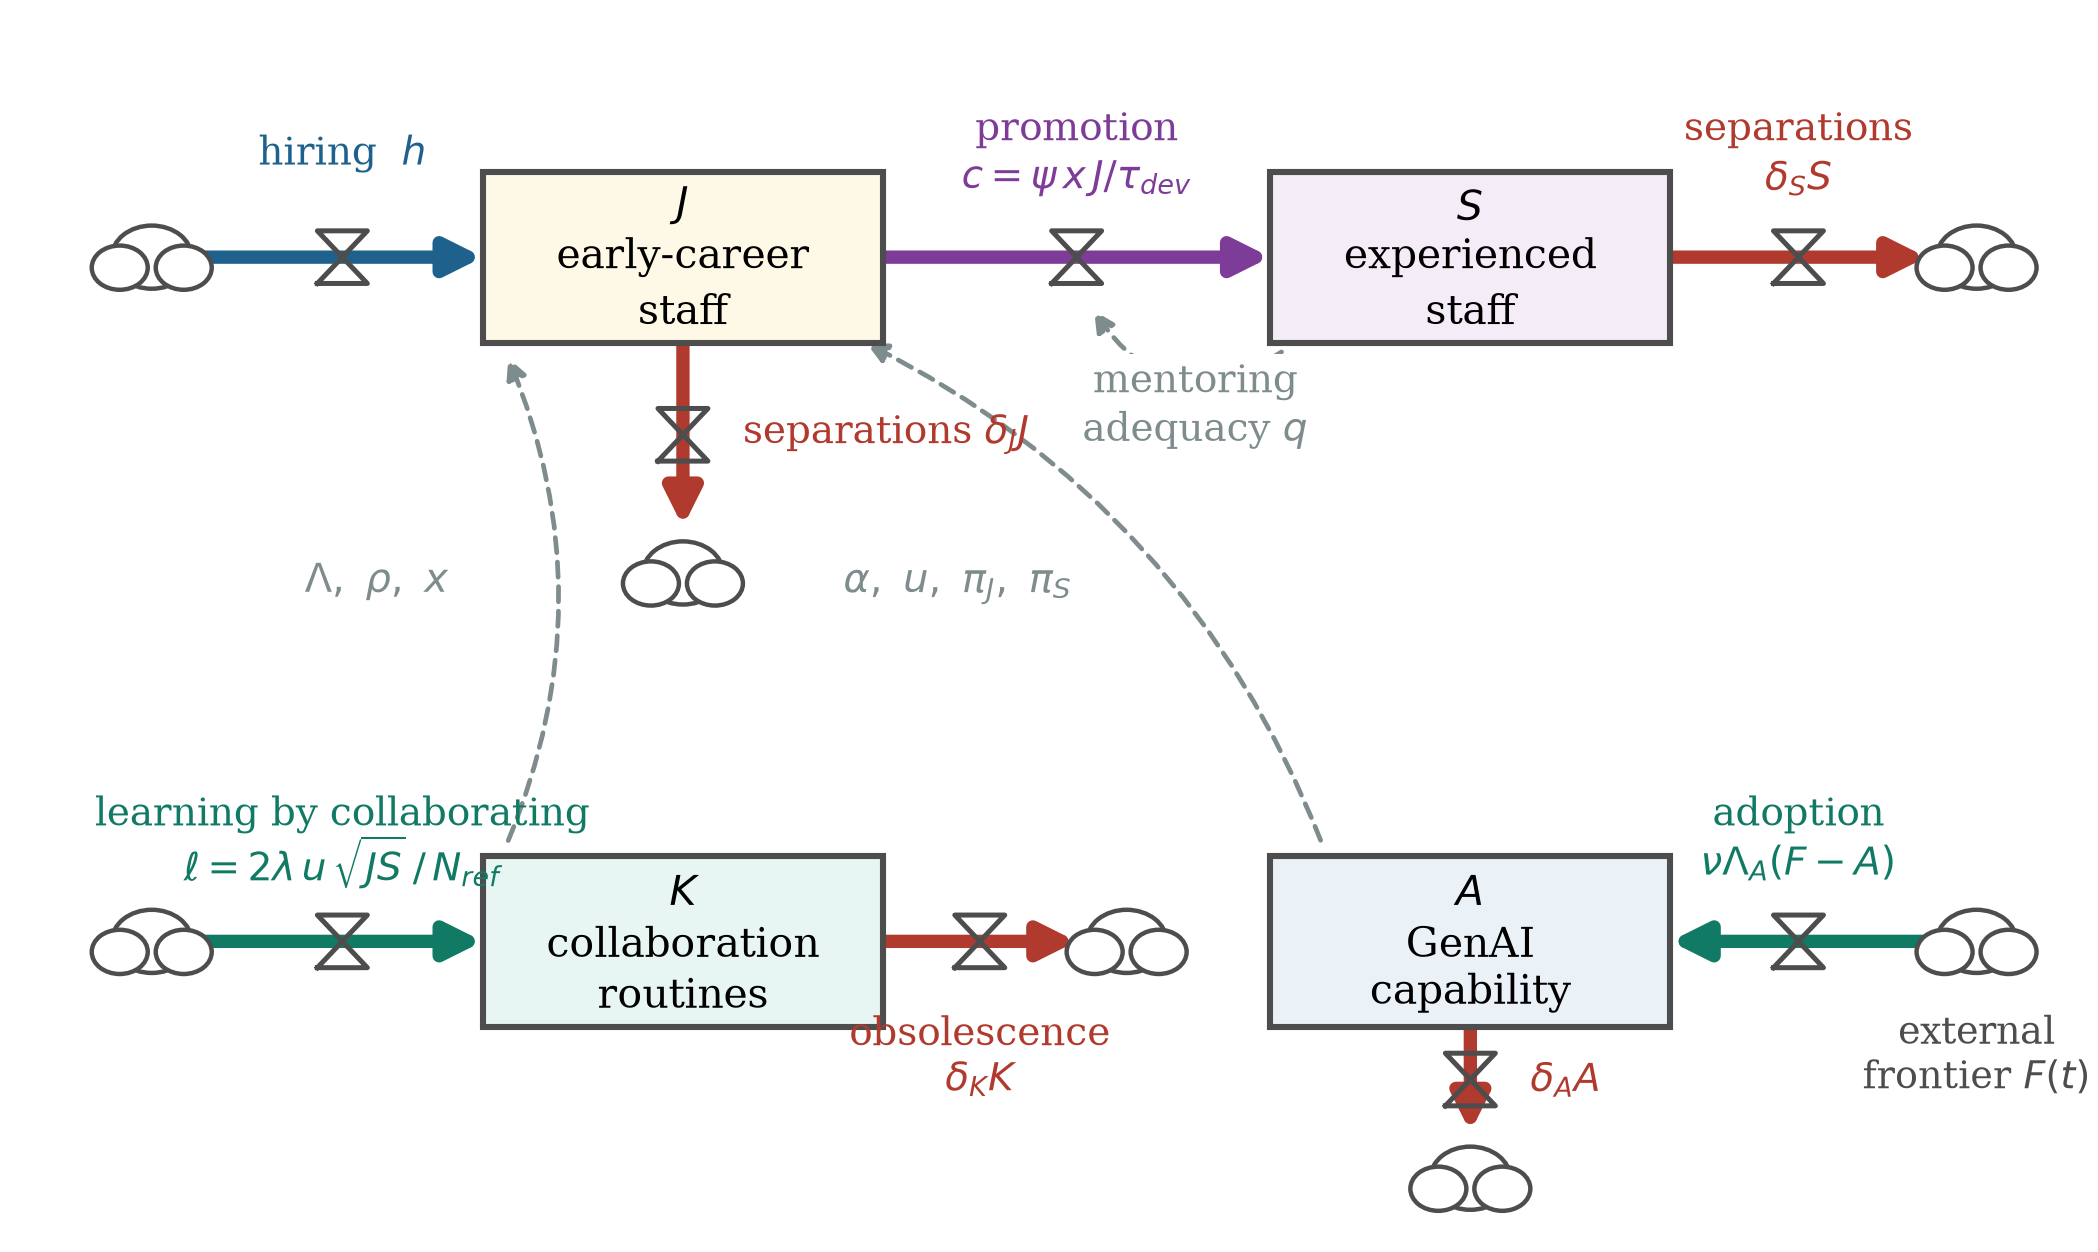 hiring h
promotion
c = ψ x J/τ_dev
separations
δ_S S
J
early-career
staff
S
experienced
staff
mentoring
adequacy q
separations δ_J J
Λ, ρ, x
α, u, π_J, π_S
learning by collaborating
ℓ = 2λ u √JS / N_ref
adoption
νΛ_A(F − A)
K
collaboration
routines
A
GenAI
capability
obsolescence
δ_K K
δ_A A
external
frontier F(t)